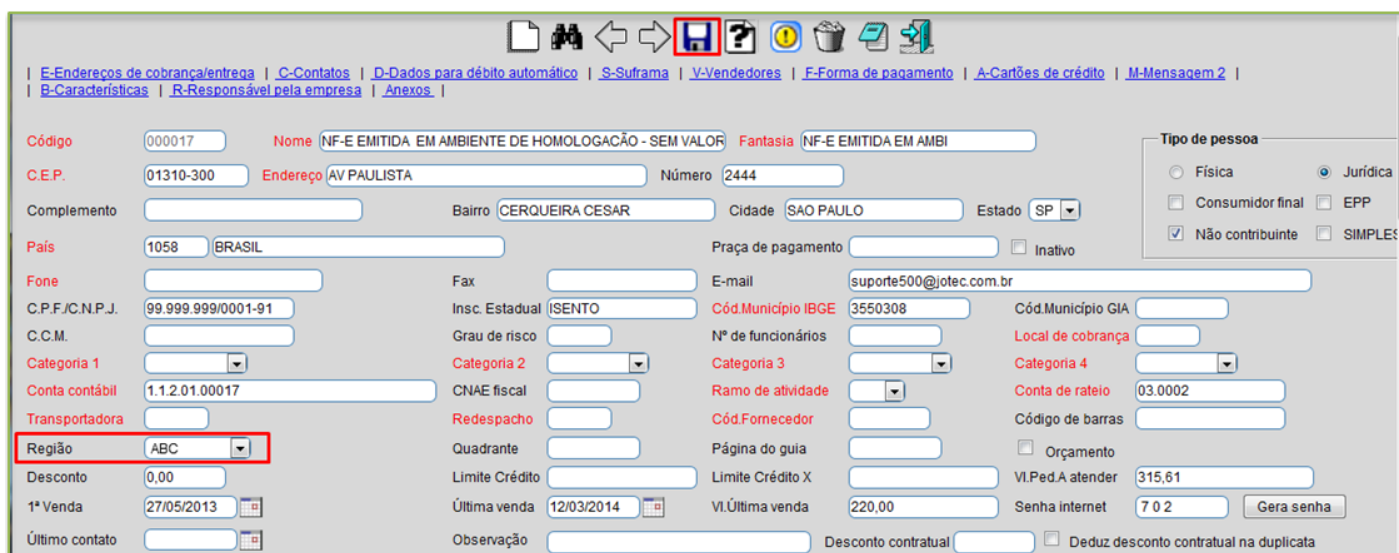 | E-Endereços de cobrança/entrega | C-Contatos | D-Dados para débito automático | S-Suframa | V-Vendedores | F-Forma de pagamento | A-Cartões de crédito | M-Mensagem 2 |
| B-Características | R-Responsável pela empresa | Anexos |
Código 000017 Nome NF-E EMITIDA EM AMBIENTE DE HOMOLOGACÃO - SEM VALOR Fantasia NF-E EMITIDA EM AMBI Tipo de pessoa
C.E.P. 01310-300 Endereço AV PAULISTA Número 2444 Física Jurídica
Complemento Bairro CERQUEIRA CESAR Cidade SAO PAULO Estado SP Consumidor final EPP
País 1058 BRASIL Praça de pagamento Inativo Não contribuinte SIMPLES
Fone Fax E-mail suporte500@jotec.com.br
C.P.F./C.N.P.J. 99.999.999/0001-91 Insc. Estadual ISENTO Cód.Município IBGE 3550308 Cód.Município GIA
C.C.M. Grau de risco Nº de funcionários Local de cobrança
Categoria 1 Categoria 2 Categoria 3 Categoria 4
Conta contábil 1.1.2.01.00017 CNAE fiscal Ramo de atividade Conta de rateio 03.0002
Transportadora Redespacho Cód.Fornecedor Código de barras
Região ABC Quadrante Página do guia Orçamento
Desconto 0,00 Limite Crédito Limite Crédito X Vl.Ped.A atender 315,61
1ª Venda 27/05/2013 Última venda 12/03/2014 Vl.Última venda 220,00 Senha internet 7 0 2 Gera senha
Último contato Observação Desconto contratual Deduz desconto contratual na duplicata